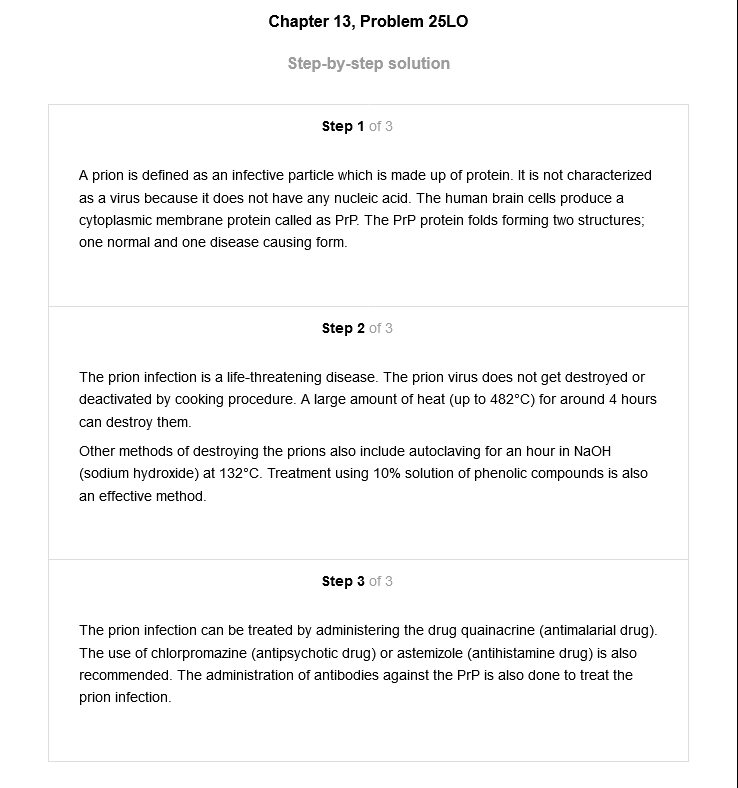 Chapter 13, Problem 25LO
Step-by-step solution
Step 1 of 3
A prion is defined as an infective particle which is made up of protein. It is not characterized
as a virus because it does not have any nucleic acid. The human brain cells produce a
cytoplasmic membrane protein called as PrP. The PrP protein folds forming two structures;
one normal and one disease causing form.
Step 2 of 3
The prion infection is a life-threatening disease. The prion virus does not get destroyed or
deactivated by cooking procedure. A large amount of heat (up to 482°C) for around 4 hours
can destroy them.
Other methods of destroying the prions also include autoclaving for an hour in NaOH
(sodium hydroxide) at 132°C. Treatment using 10% solution of phenolic compounds is also
an effective method.
Step 3 of 3
The prion infection can be treated by administering the drug quainacrine (antimalarial drug).
The use of chlorpromazine (antipsychotic drug) or astemizole (antihistamine drug) is also
recommended. The administration of antibodies against the PrP is also done to treat the
prion infection.